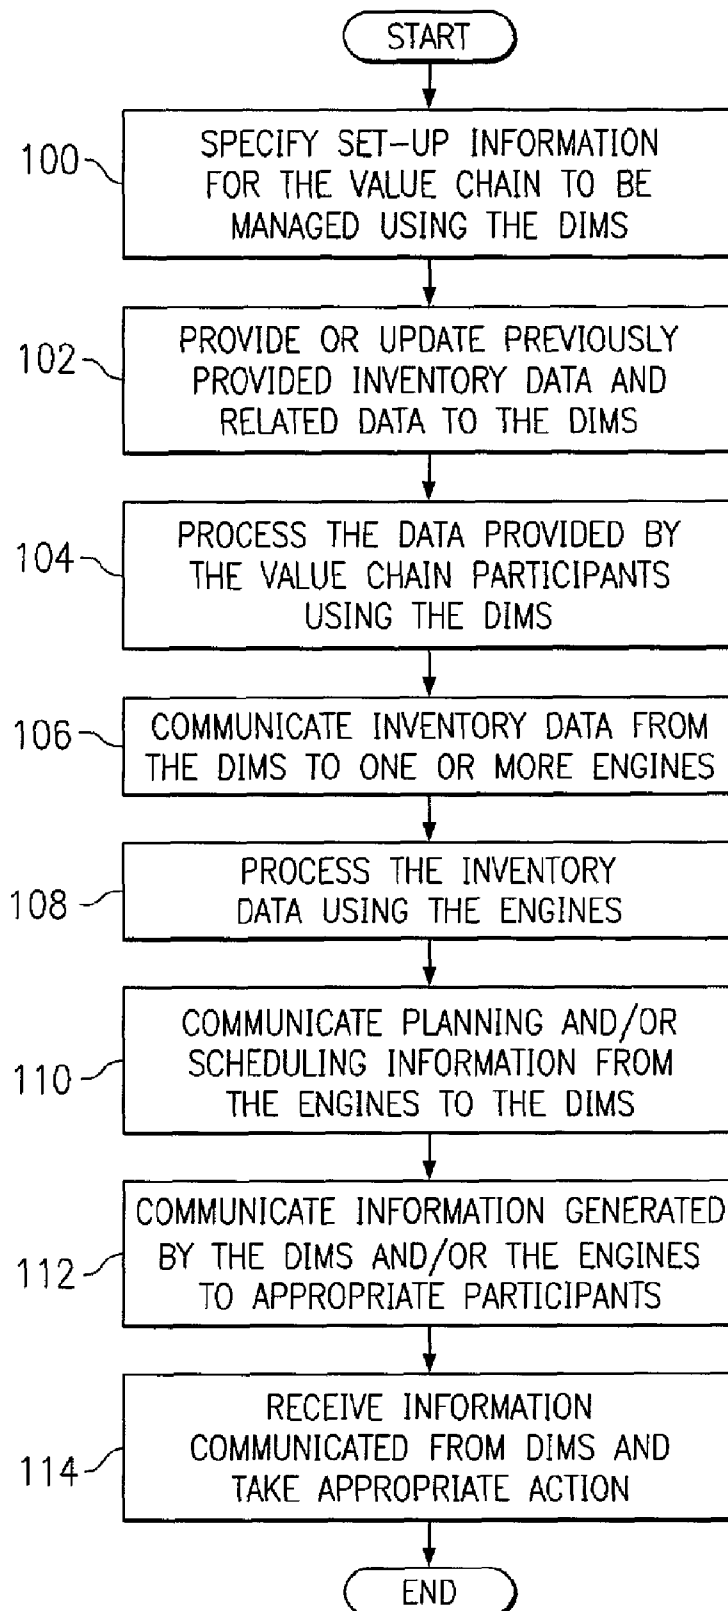 START
100
SPECIFY SET-UP INFORMATION
FOR THE VALUE CHAIN TO BE
MANAGED USING THE DIMS
102
PROVIDE OR UPDATE PREVIOUSLY
PROVIDED INVENTORY DATA AND
RELATED DATA TO THE DIMS
104
PROCESS THE DATA PROVIDED BY
THE VALUE CHAIN PARTICIPANTS
USING THE DIMS
106
COMMUNICATE INVENTORY DATA FROM
THE DIMS TO ONE OR MORE ENGINES
108
PROCESS THE INVENTORY
DATA USING THE ENGINES
110
COMMUNICATE PLANNING AND/OR
SCHEDULING INFORMATION FROM
THE ENGINES TO THE DIMS
112
COMMUNICATE INFORMATION GENERATED
BY THE DIMS AND/OR THE ENGINES
TO APPROPRIATE PARTICIPANTS
114
RECEIVE INFORMATION
COMMUNICATED FROM DIMS AND
TAKE APPROPRIATE ACTION
END